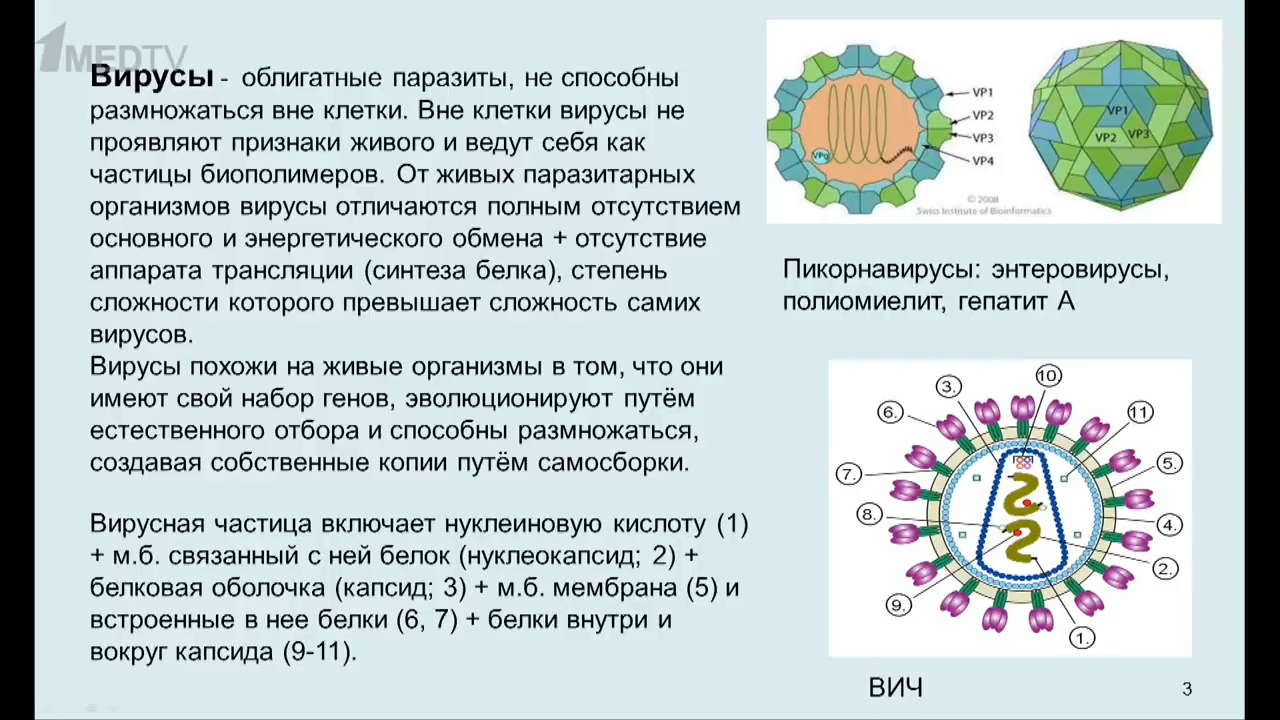 1MEDTV
Вирусы - облигатные паразиты, не способны
размножаться вне клетки. Вне клетки вирусы не
проявляют признаки живого и ведут себя как
частицы биополимеров. От живых паразитарных
организмов вирусы отличаются полным отсутствием
основного и энергетического обмена + отсутствие
аппарата трансляции (синтеза белка), степень
сложности которого превышает сложность самих
вирусов.
Вирусы похожи на живые организмы в том, что они
имеют свой набор генов, эволюционируют путём
естественного отбора и способны размножаться,
создавая собственные копии путём самосборки.
Вирусная частица включает нуклеиновую кислоту (1)
+ м.б. связанный с ней белок (нуклеокапсид; 2) +
белковая оболочка (капсид; 3) + м.б. мембрана (5) и
встроенные в нее белки (6, 7) + белки внутри и
вокруг капсида (9-11).
VP1
VP2
VP3
VP4
VPg
VP1
VP2 VP3
© 2008
Swiss Institute of Bioinformatics
Пикорнавирусы: энтеровирусы,
полиомиелит, гепатит А
10.
3.
6.
11
7.
5.
8.
4.
2.
9.
1.
ВИЧ
3